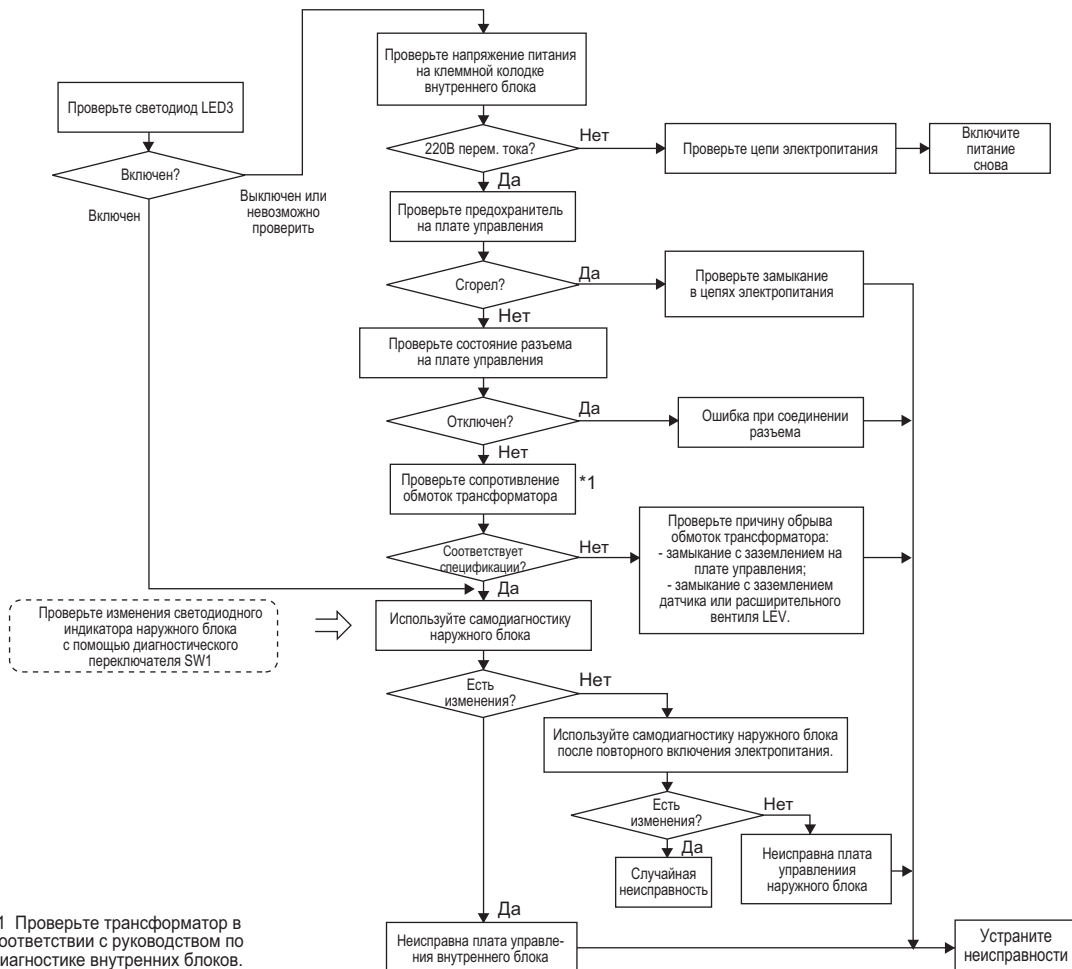 Проверьте напряжение питания
на клеммной колодке
внутреннего блока
Проверьте светодиод LED3
Включен?
Включен
Выключен или
невозможно
проверить
220В перем. тока?
Нет
Проверьте цепи электропитания
Включите
питание
снова
Да
Проверьте предохранитель
на плате управления
Сгорел?
Да
Проверьте замыкание
в цепях электропитания
Нет
Проверьте состояние разъема
на плате управления
Отключен?
Да
Ошибка при соединении
разъема
Нет
Проверьте сопротивление
обмоток трансформатора
*1
Соответствует
спецификации?
Нет
Проверьте причину обрыва
обмоток трансформатора:
- замыкание с заземлением на
плате управления;
- замыкание с заземлением
датчика или расширительного
вентиля LEV.
Да
Проверьте изменения светодиодного
индикатора наружного блока
с помощью диагностического
переключателя SW1
Используйте самодиагностику
наружного блока
Есть
изменения?
Нет
Используйте самодиагностику наружного блока
после повторного включения электропитания.
Есть
изменения?
Нет
Да
Случайная
неисправность
Неисправна плата
управлениия
наружного блока
Да
Неисправна плата управле-
ния внутреннего блока
Устраните
неисправности
1 Проверьте трансформатор в
оответствии с руководством по
иагностике внутренних блоков.